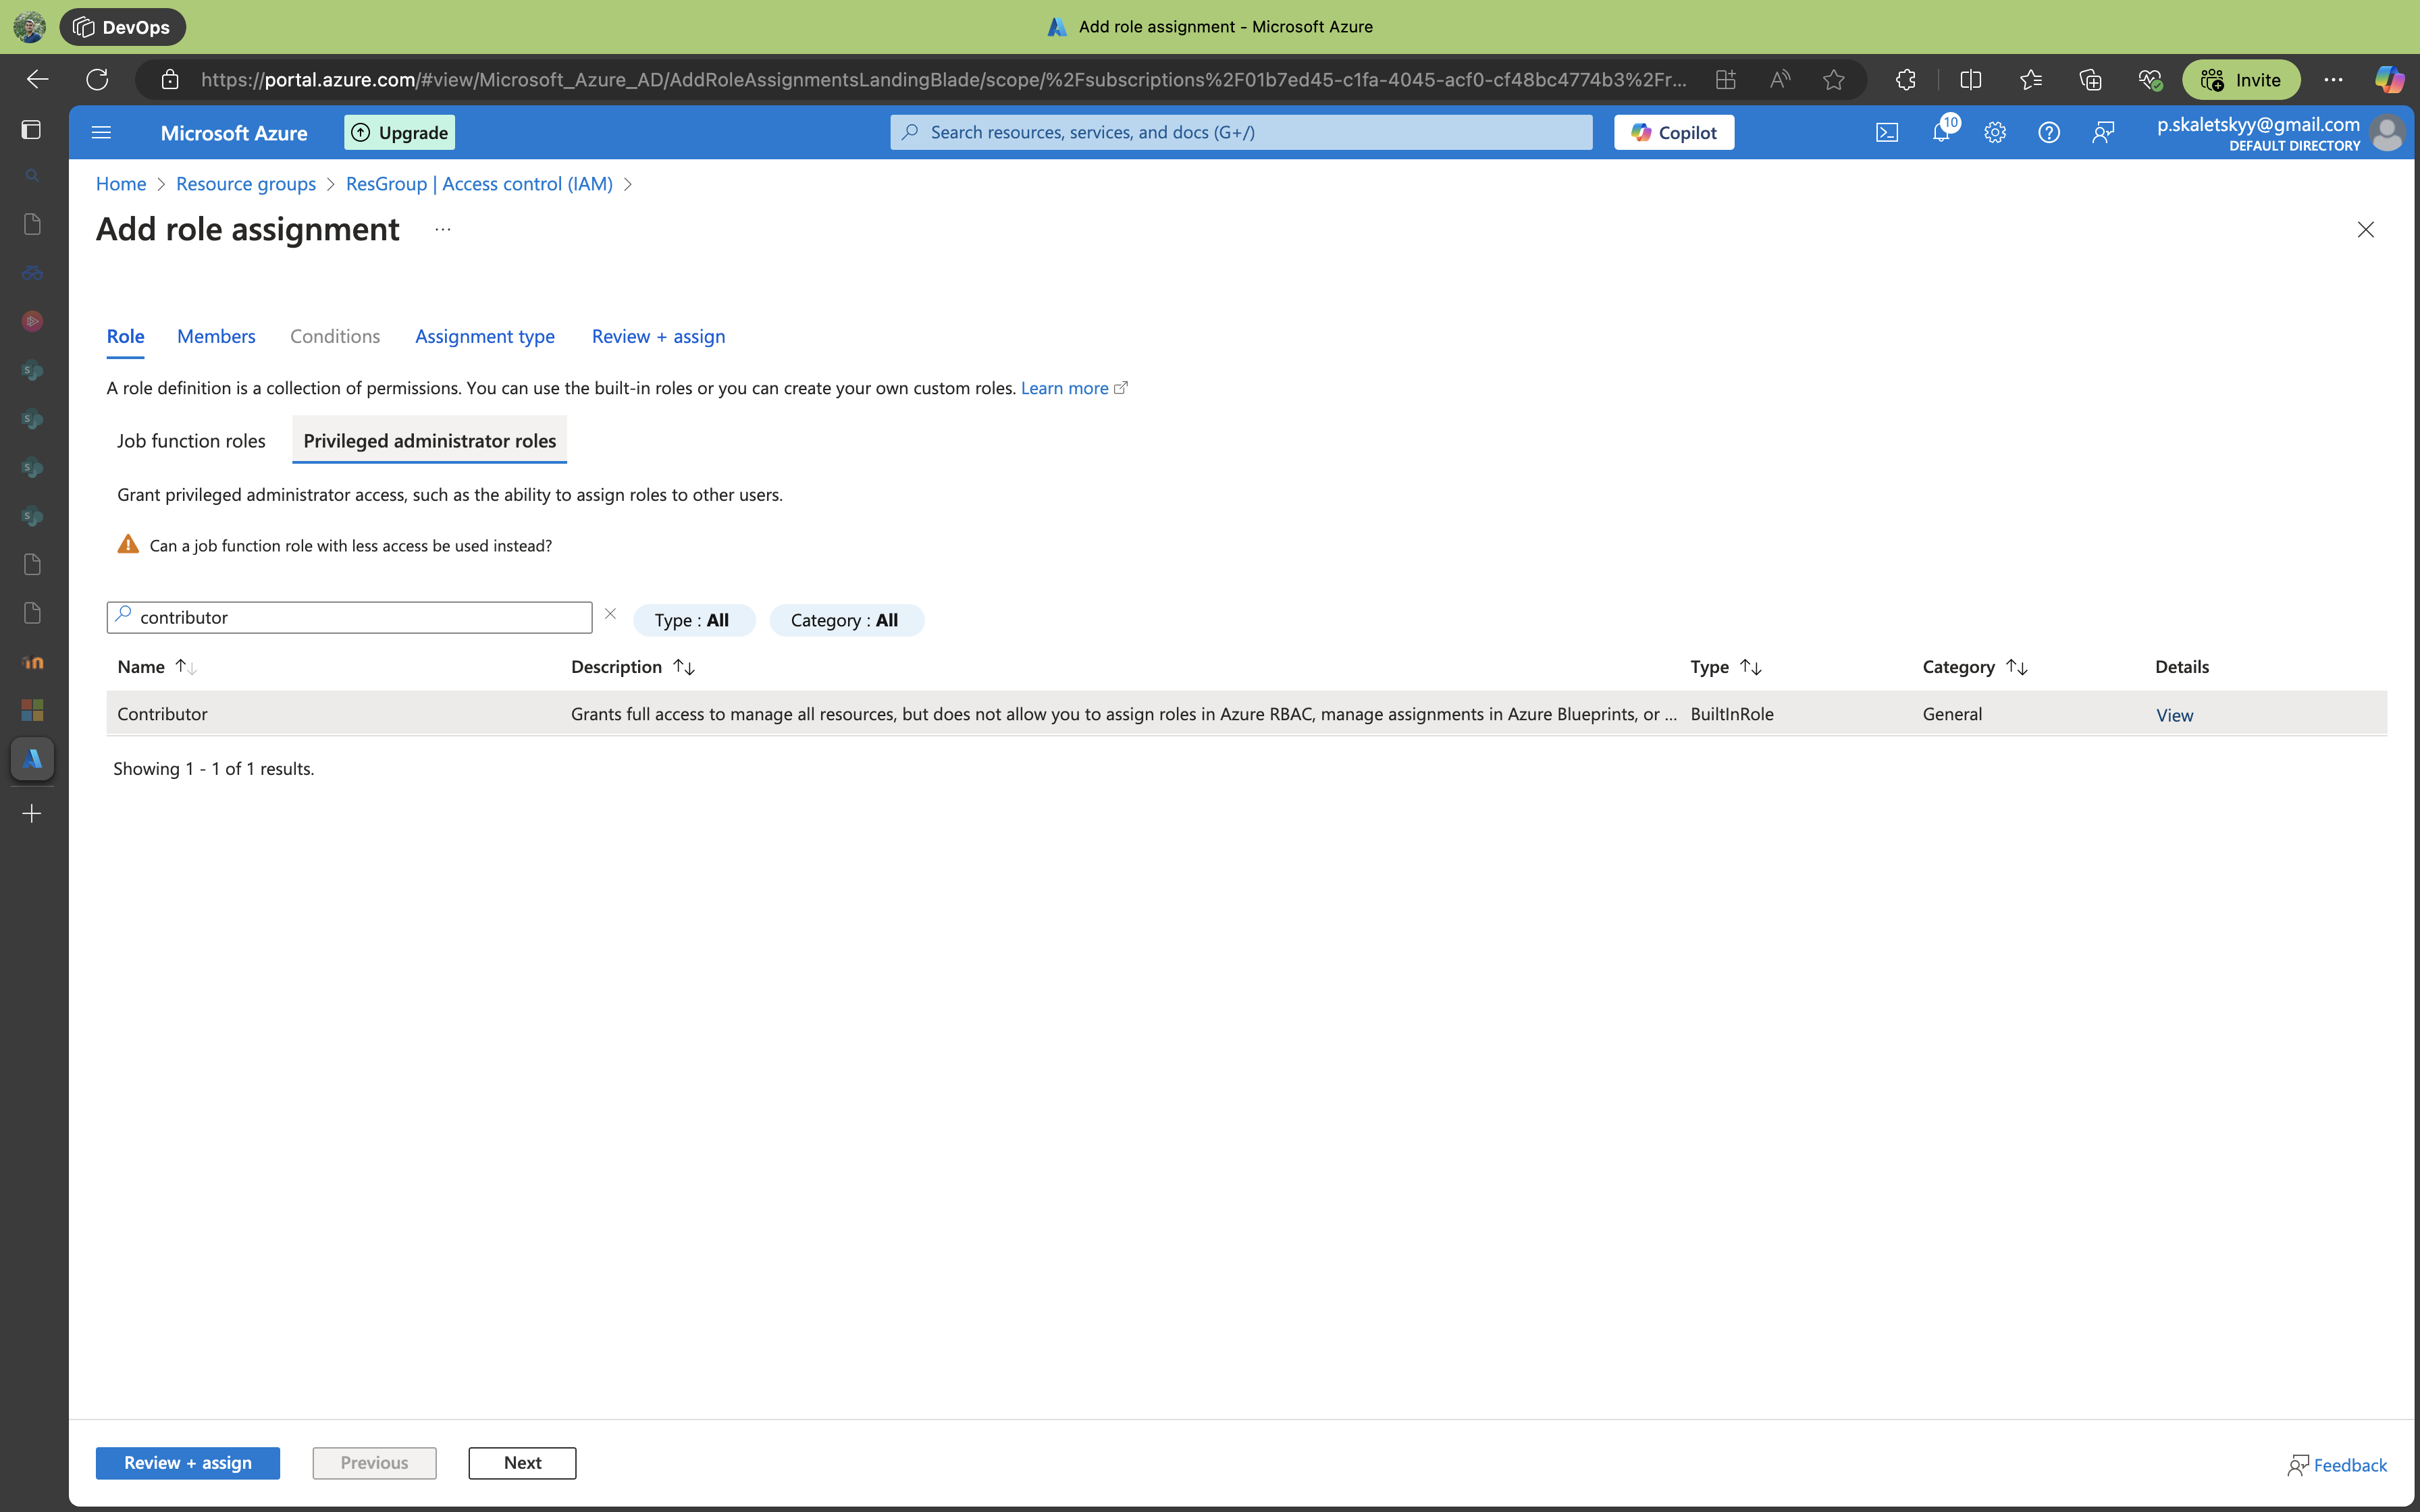 DevOps
Add role assignment - Microsoft Azure
https://portal.azure.com/#view/Microsoft_Azure_AD/AddRoleAssignmentsLandingBlade/scope/%2Fsubscriptions%2F01b7ed45-c1fa-4045-acf0-cf48bc4774b3%2Fr...
Invite
Microsoft Azure
Upgrade
Search resources, services, and docs (G+/)
Copilot
10
p.skaletskyy@gmail.com
DEFAULT DIRECTORY
Home > Resource groups > ResGroup | Access control (IAM) >
Add role assignment ...
Role Members Conditions Assignment type Review + assign
A role definition is a collection of permissions. You can use the built-in roles or you can create your own custom roles. Learn more
Job function roles Privileged administrator roles
Grant privileged administrator access, such as the ability to assign roles to other users.
Can a job function role with less access be used instead?
contributor
Type : All Category : All
Name Description Type Category Details
Contributor Grants full access to manage all resources, but does not allow you to assign roles in Azure RBAC, manage assignments in Azure Blueprints, or ... BuiltInRole General View
Showing 1 - 1 of 1 results.
Review + assign Previous Next
Feedback